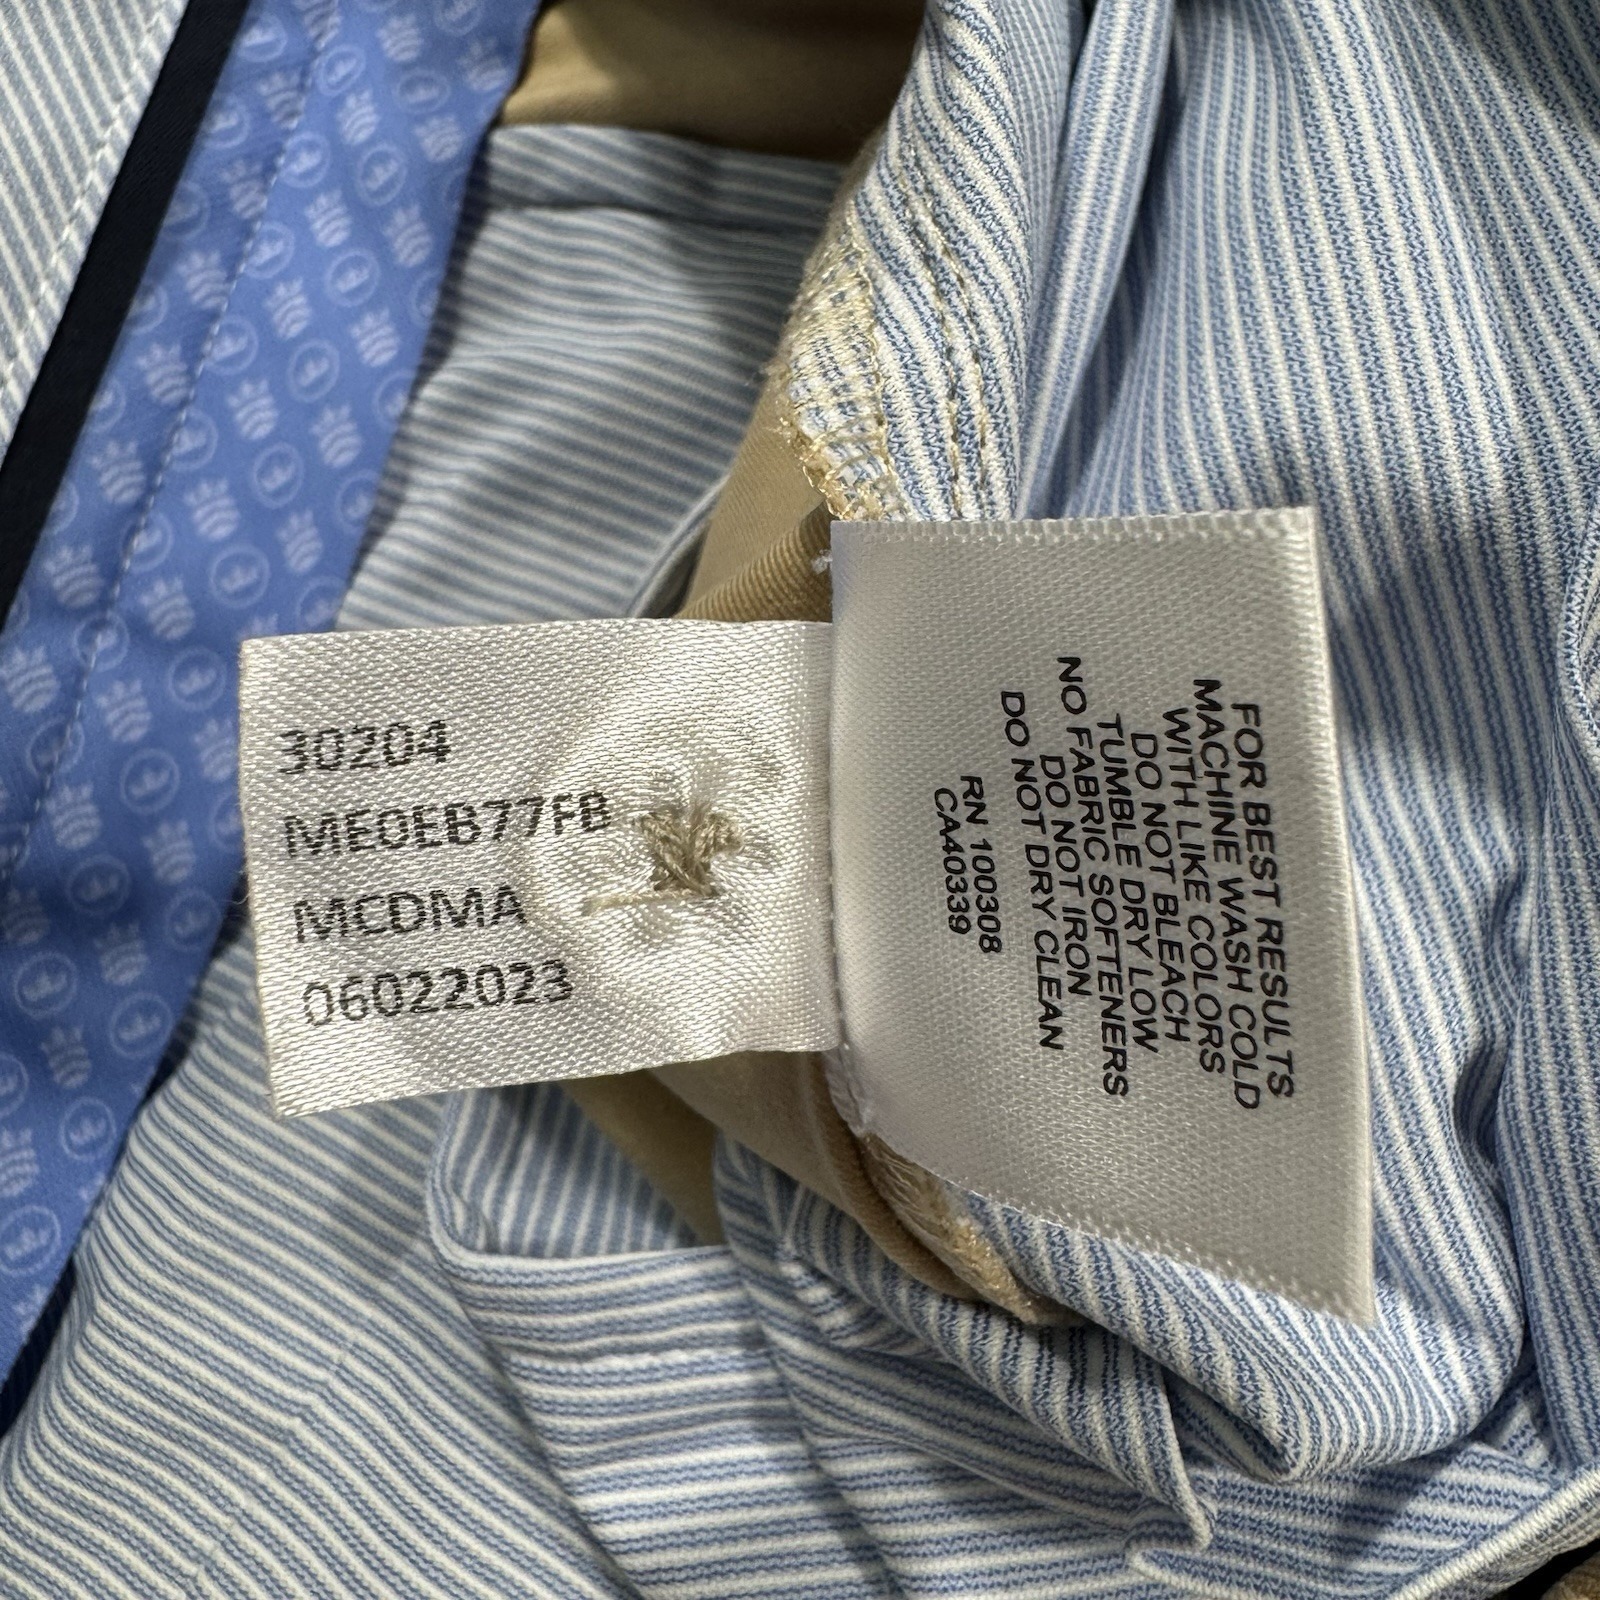 30204
ME0EB77FB
MCDMA
06022023
FOR BEST RESULTS
MACHINE WASH COLD
WITH LIKE COLORS
DO NOT BLEACH
TUMBLE DRY LOW
NO FABRIC SOFTENERS
DO NOT IRON
DO NOT DRY CLEAN
RN 100308
CA40339